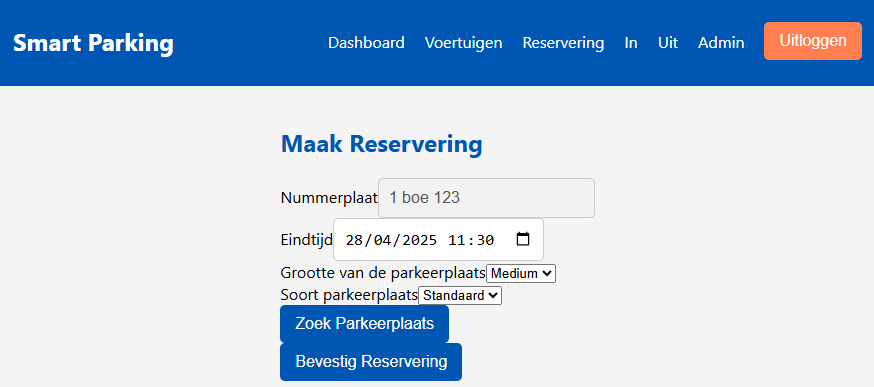 Smart Parking Dashboard Voertuigen Reservering In Uit Admin Uitloggen
Maak Reservering
Nummerplaat 1 boe 123
Eindtijd 28/04/2025 11:30
Grootte van de parkeerplaats Medium
Soort parkeerplaats Standaard
Zoek Parkeerplaats
Bevestig Reservering